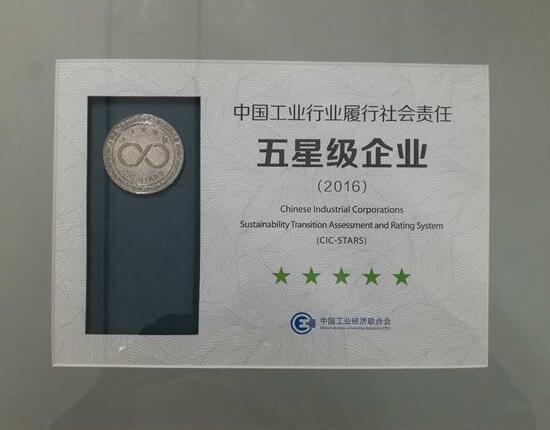 CIC-STARS
中国工业行业履行社会责任
五星级企业
(2016)
Chinese Industrial Corporations
Sustainability Transition Assessment and Rating System
(CIC-STARS)
中国工业经济联合会